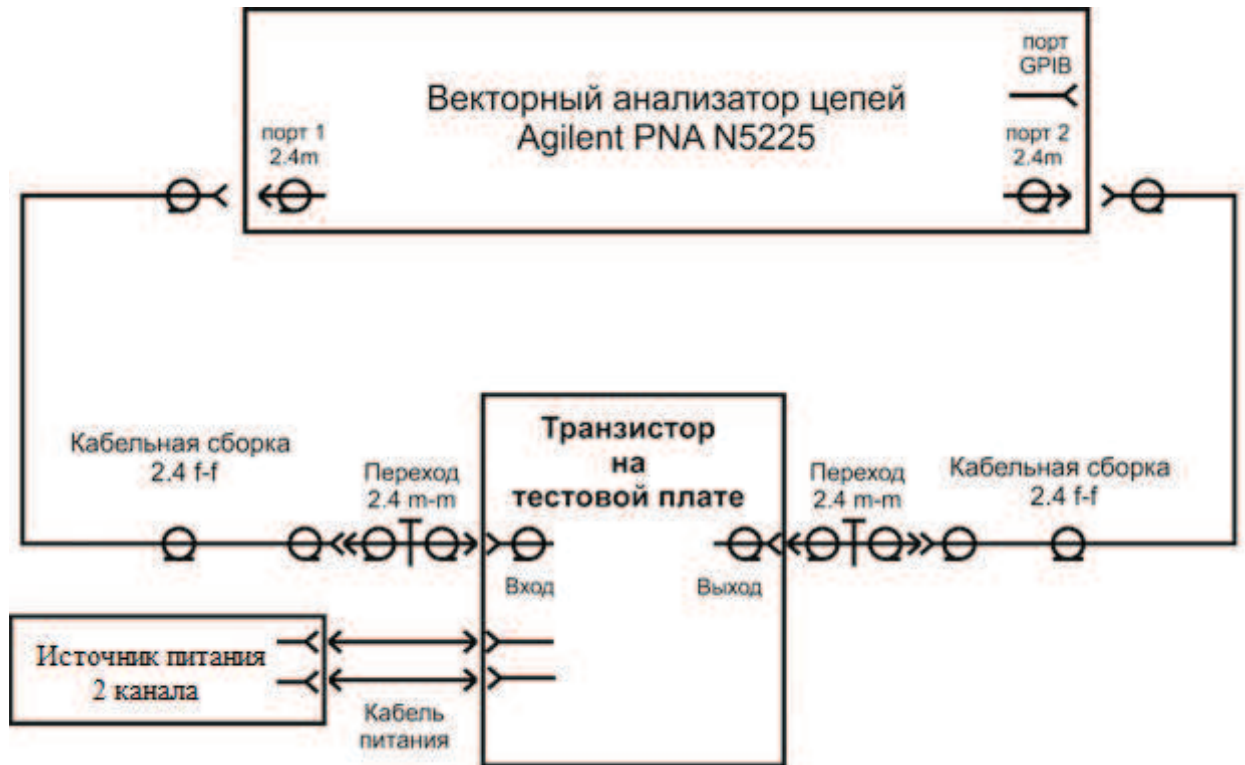 порт
GPIB
Векторный анализатор цепей
Agilent PNA N5225
порт 1
2.4m
порт 2
2.4m
Кабельная сборка
2.4 f-f
Переход
2.4 m-m
Транзистор
на
тестовой плате
Переход
2.4 m-m
Кабельная сборка
2.4 f-f
Вход
Выход
Источник питания
2 канала
Кабель
питания